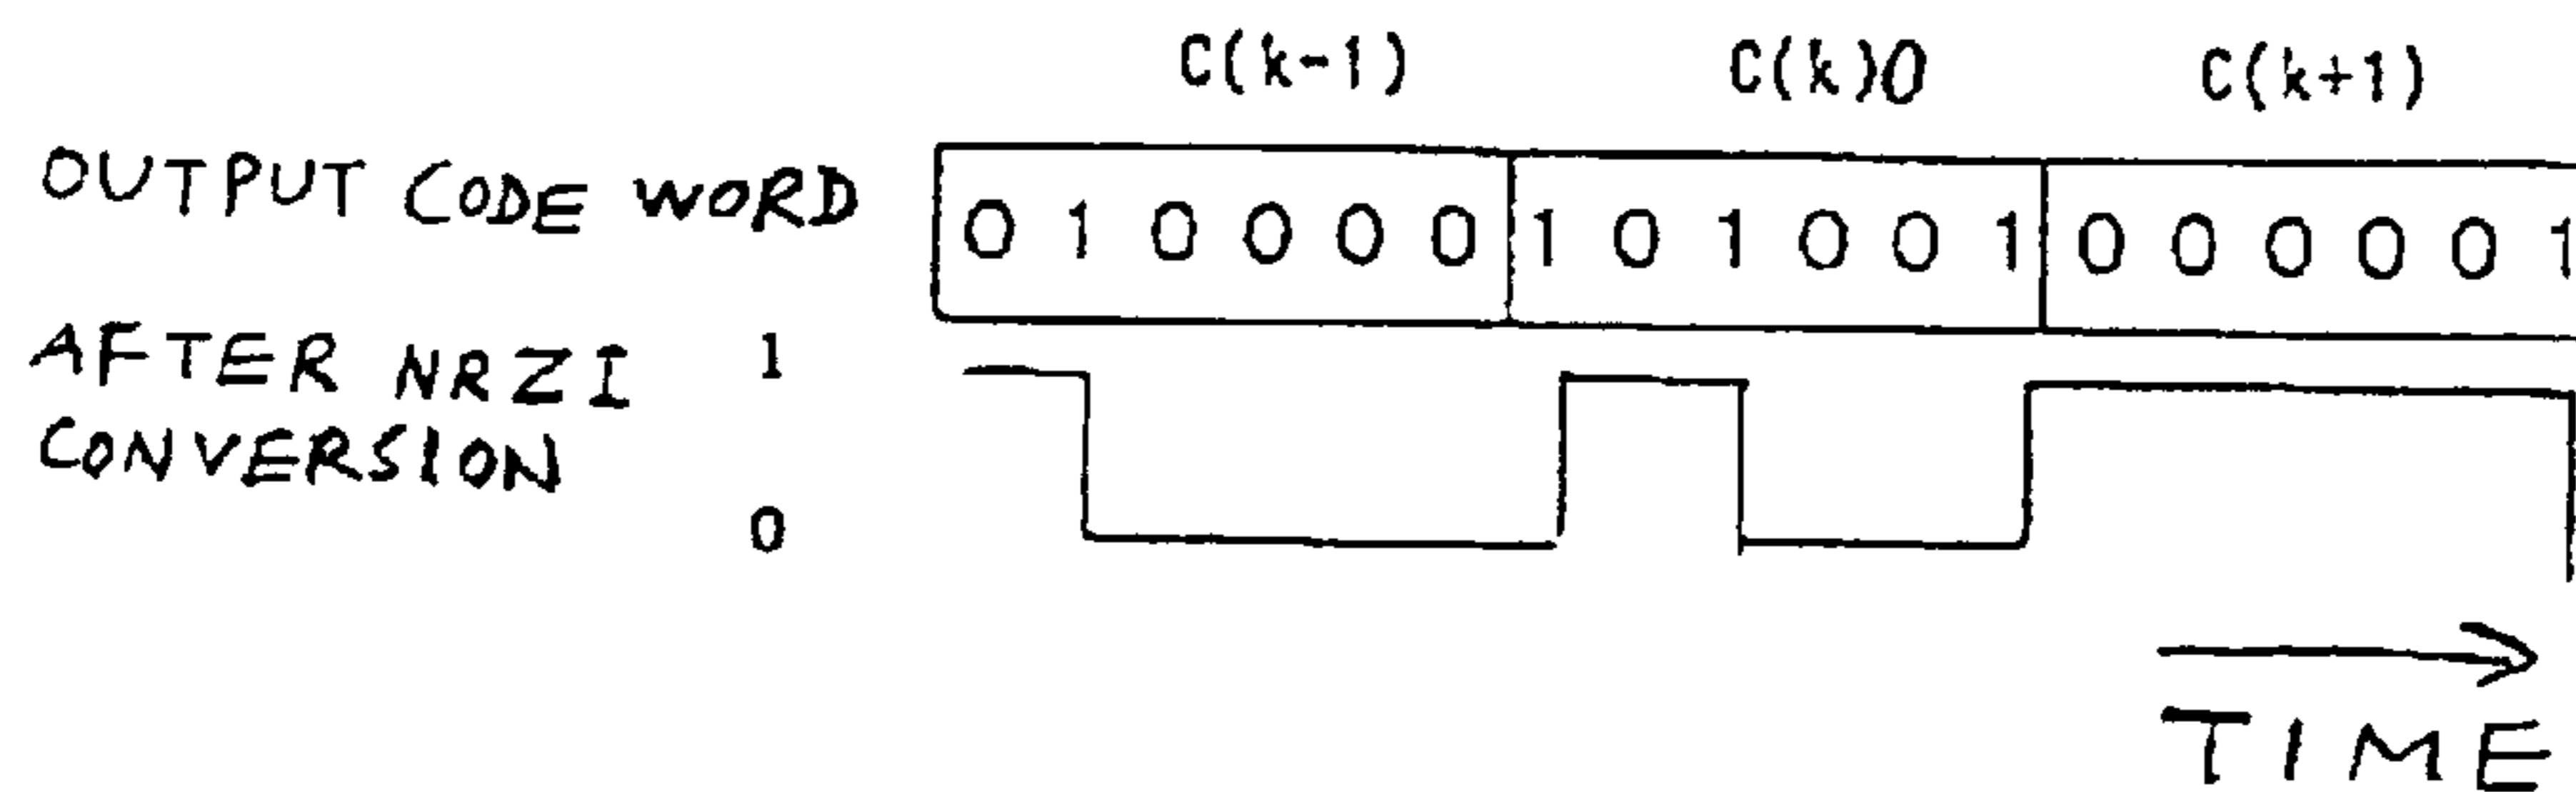 C(k-1) C(k)0 C(k+1)
OUTPUT CODE WORD 0 1 0 0 0 0 1 0 1 0 0 1 0 0 0 0 0 1
AFTER NRZI 1
CONVERSION
0
TIME